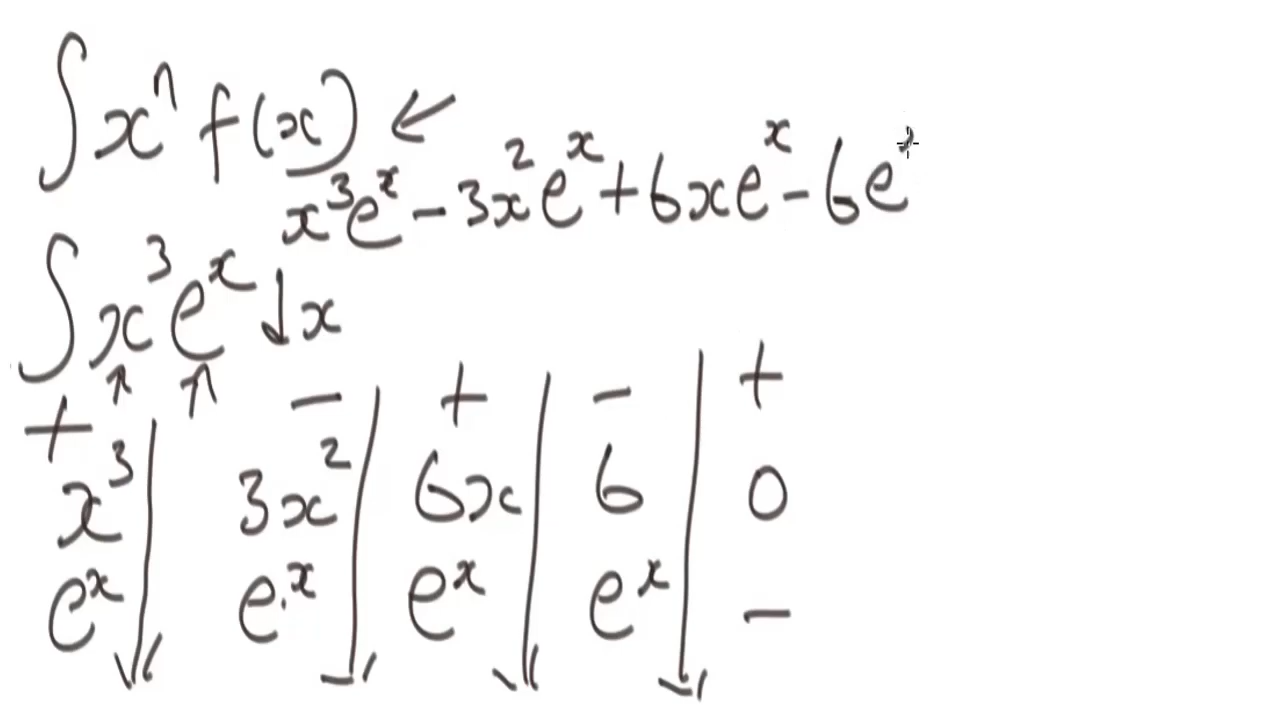 ∫ xⁿ f(x) ←
x³eˣ - 3x²eˣ + 6xeˣ - 6eˣ
∫ x³eˣ dx
↑ ↑
+ - + - +
x³ | 3x² | 6x | 6 | 0
eˣ | eˣ | eˣ | eˣ | -